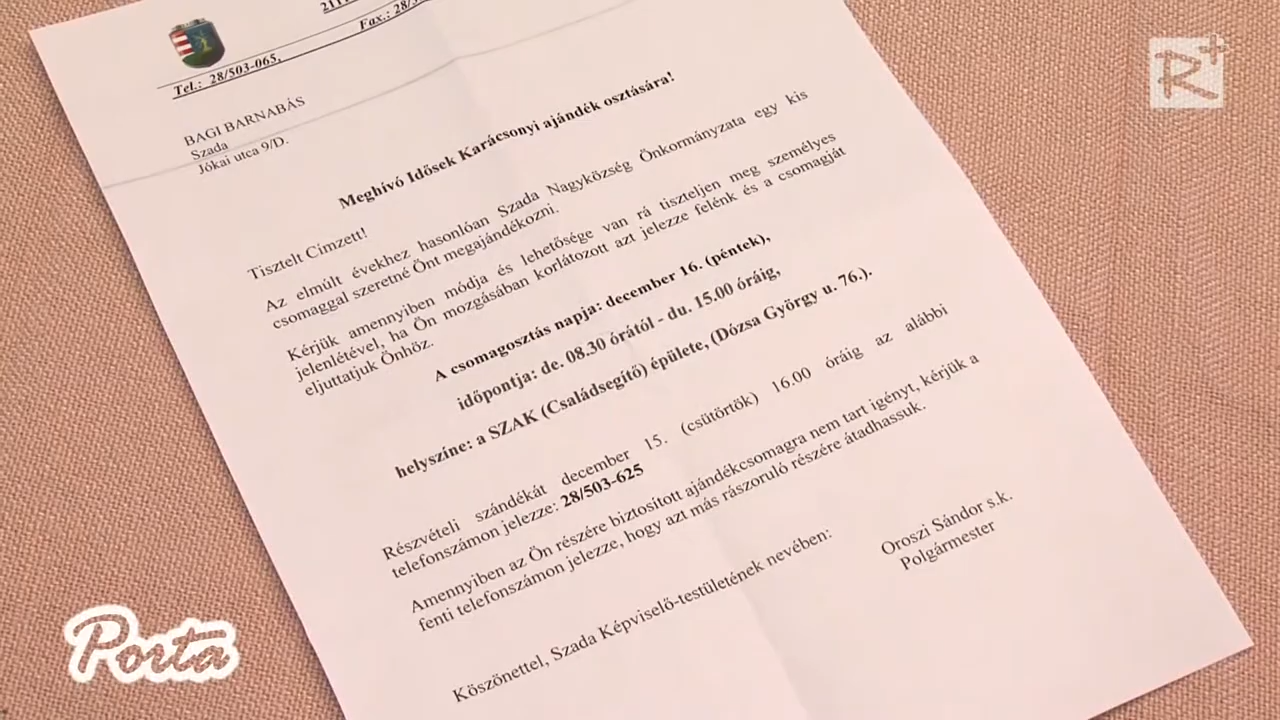 Tel.: 28/503-065,
Fax.: 28/5
BAGI BARNABÁS
Szada
Jókai utca 9/D.
Meghívó Idősek Karácsonyi ajándék osztására!
Tisztelt Címzett!
Az elmúlt évekhez hasonlóan Szada Nagyközség Önkormányzata egy kis
csomaggal szeretné Önt megajándékozni.
Kérjük amennyiben módja és lehetősége van rá tiszteljen meg személyes
jelenlétével, ha Ön mozgásában korlátozott azt jelezze felénk és a csomagját
eljuttatjuk Önhöz.
A csomagosztás napja: december 16. (péntek),
időpontja: de. 08.30 órától - du. 15.00 óráig,
helyszíne: a SZAK (Családsegítő) épülete, (Dózsa György u. 76.).
Részvételi szándékát december 15. (csütörtök) 16.00 óráig az alábbi
telefonszámon jelezze: 28/503-625
Amennyiben az Ön részére biztosított ajándékcsomagra nem tart igényt, kérjük a
fenti telefonszámon jelezze, hogy azt más rászoruló részére átadhassuk.
Köszönettel, Szada Képviselő-testületének nevében:
Oroszi Sándor s.k.
Polgármester
R+
Porta